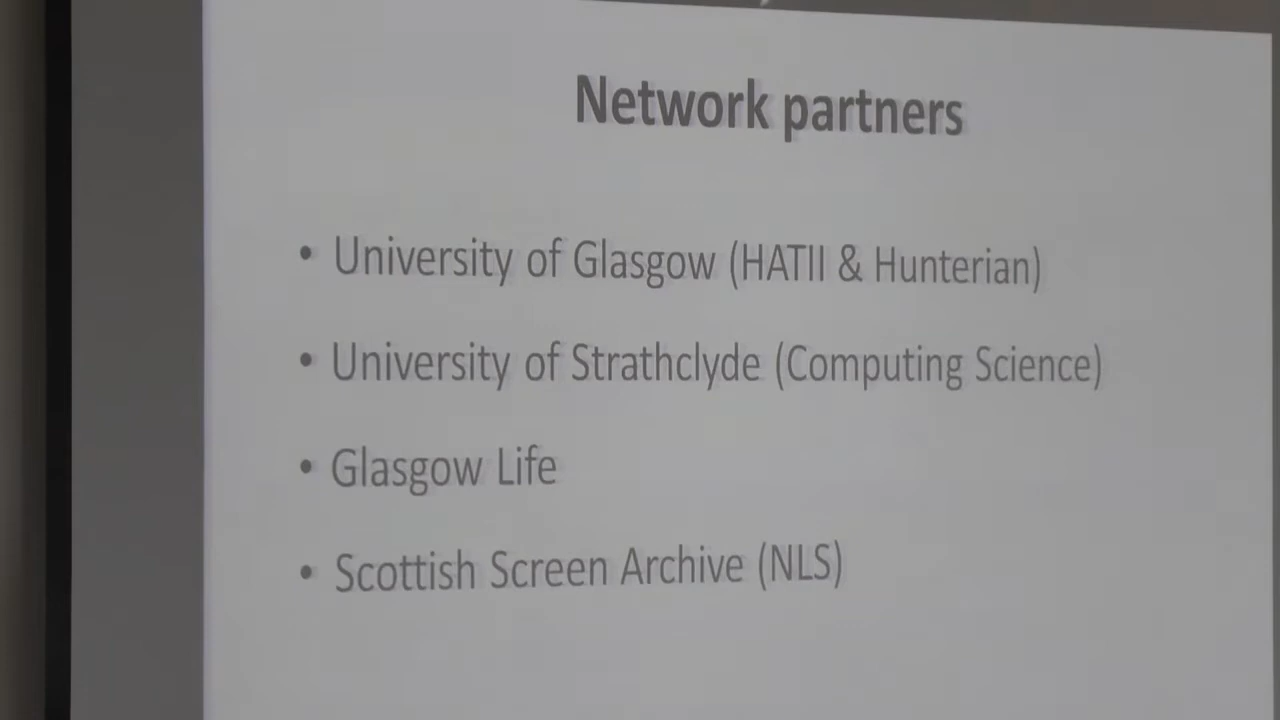 Network partners
• University of Glasgow (HATII & Hunterian)
• University of Strathclyde (Computing Science)
• Glasgow Life
• Scottish Screen Archive (NLS)